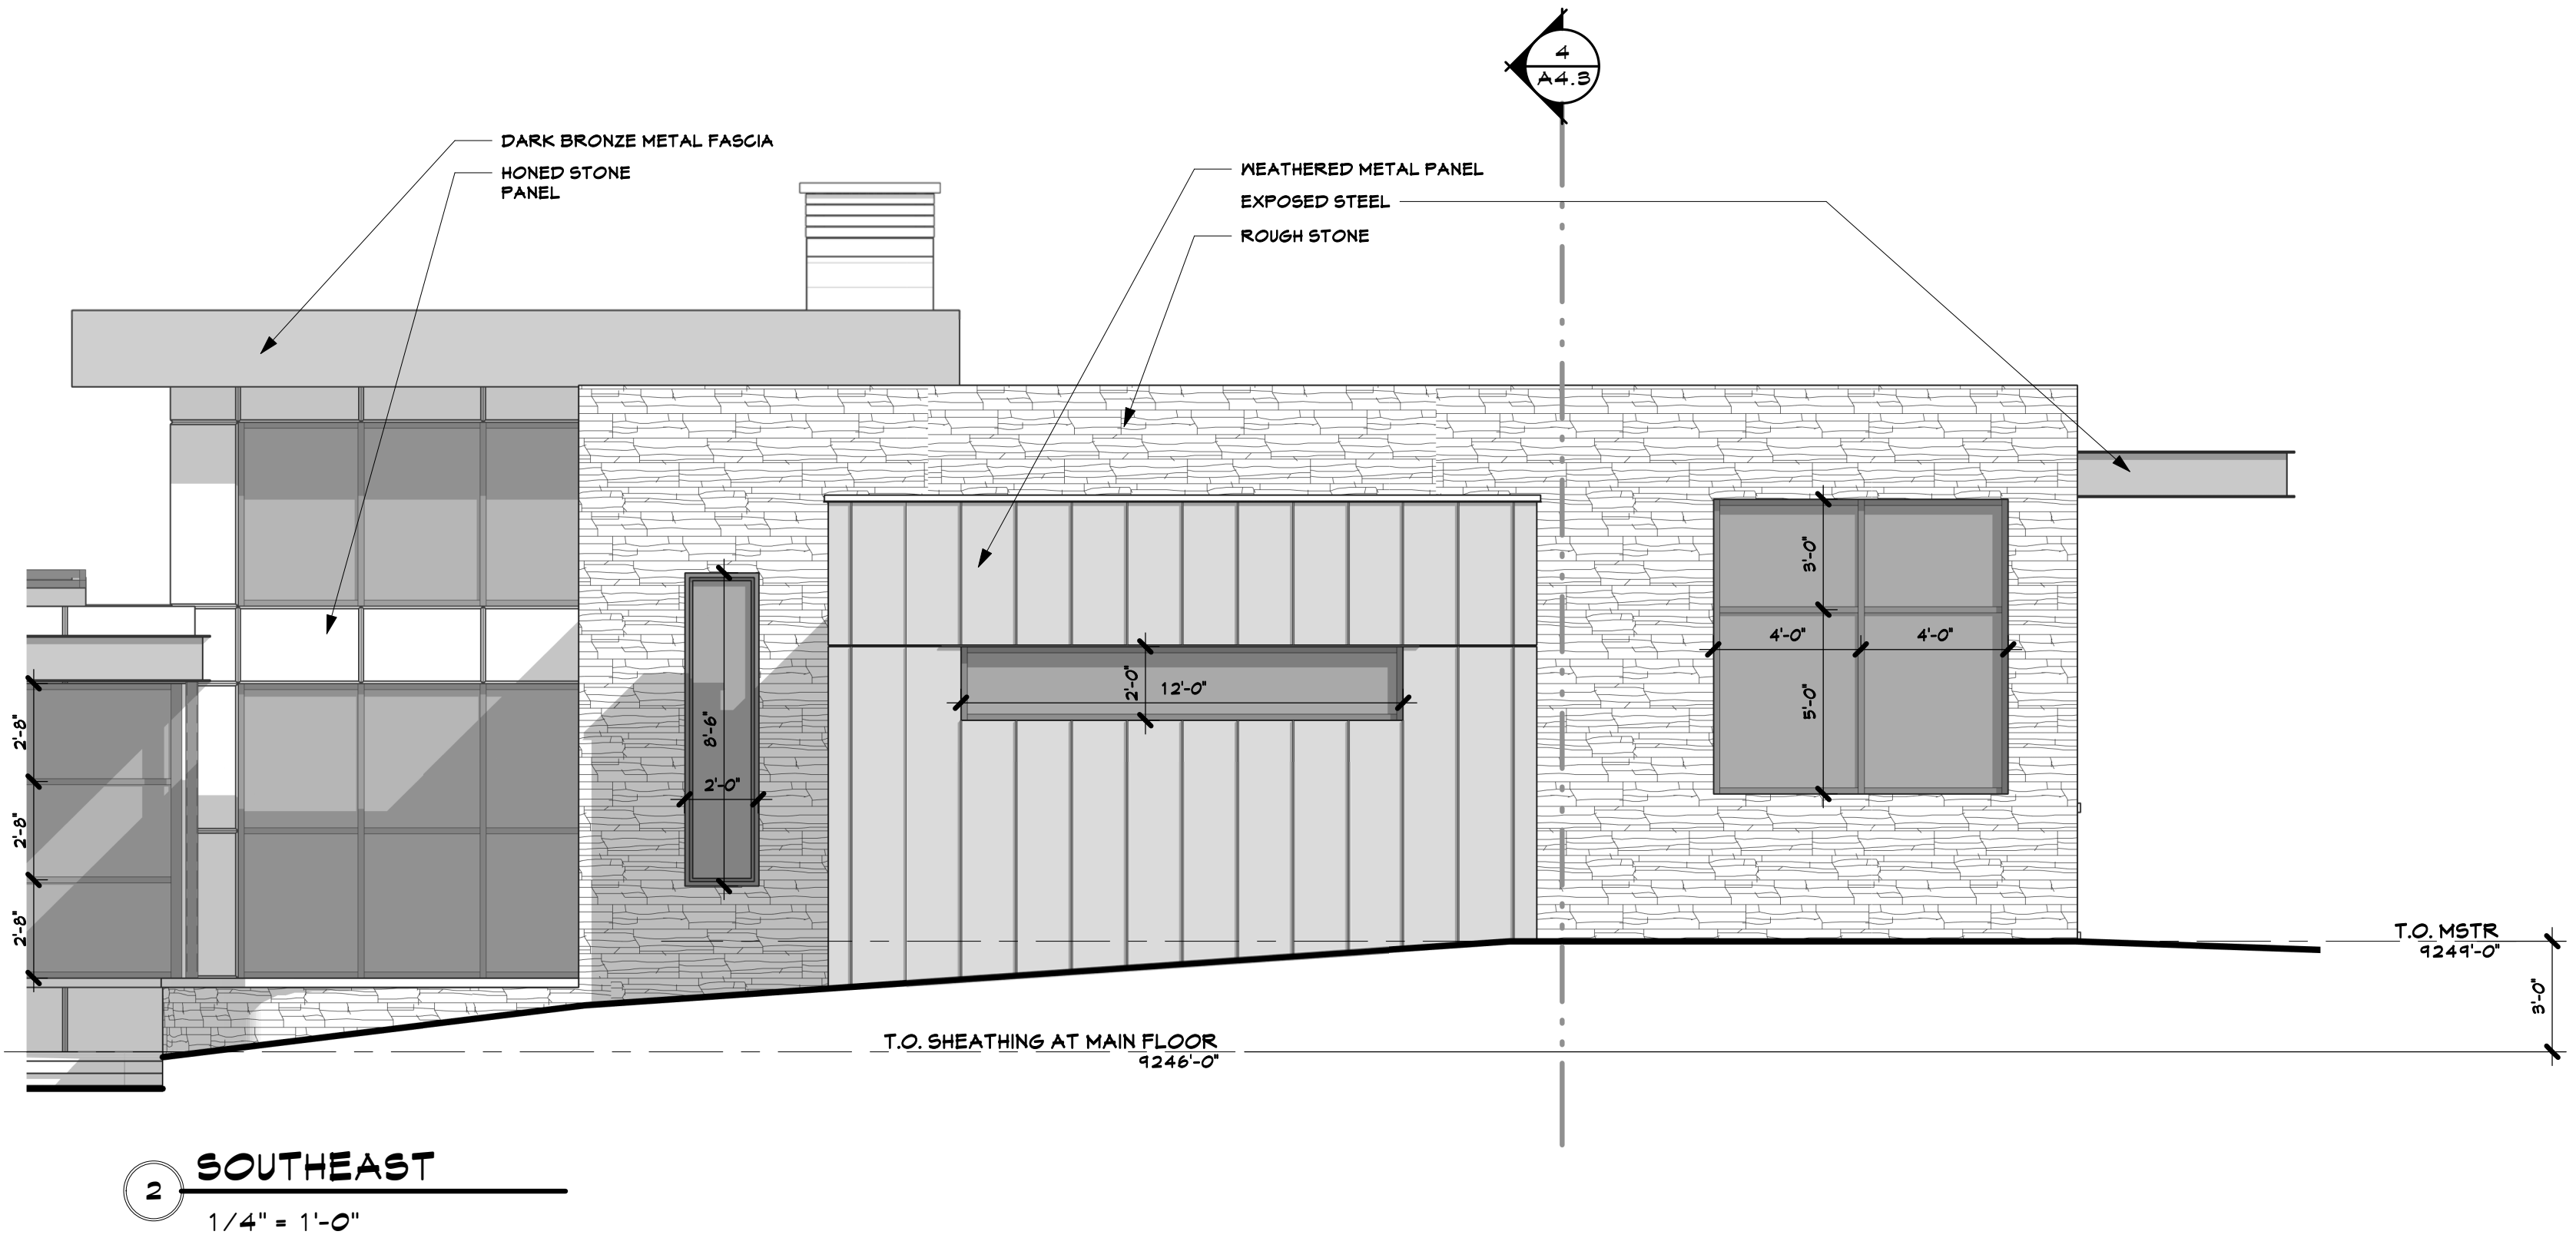 4
A4.3
DARK BRONZE METAL FASCIA
HONED STONE
PANEL
WEATHERED METAL PANEL
EXPOSED STEEL
ROUGH STONE
3'-0"
4'-0"
4'-0"
5'-0"
2'-0"
12'-0"
8'-6"
2'-0"
2'-8"
2'-8"
2'-8"
T.O. MSTR
9249'-0"
3'-0"
T.O. SHEATHING AT MAIN FLOOR
9246'-0"
2
SOUTHEAST
1/4" = 1'-0"